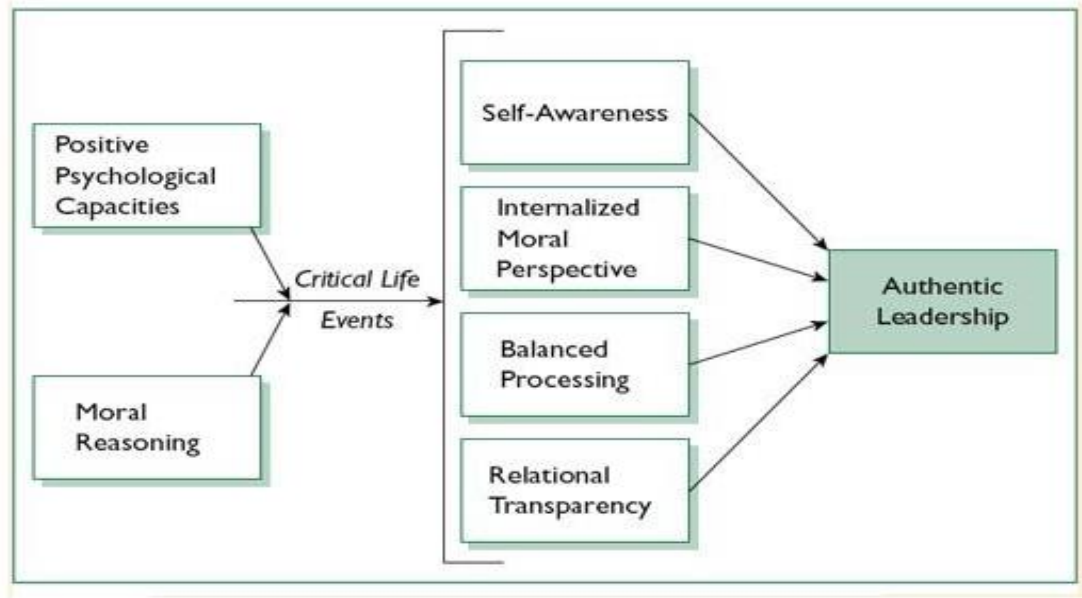 Positive
Psychological
Capacities
Moral
Reasoning
Critical Life
Events
Self-Awareness
Internalized
Moral
Perspective
Balanced
Processing
Relational
Transparency
Authentic
Leadership